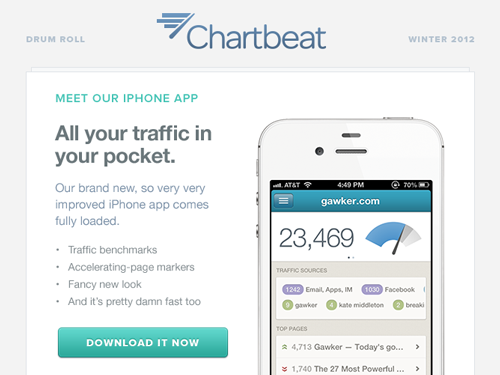 DRUM ROLL
Chartbeat
WINTER 2012
MEET OUR IPHONE APP
All your traffic in
your pocket.
Our brand new, so very very
improved iPhone app comes
fully loaded.
• Traffic benchmarks
• Accelerating-page markers
• Fancy new look
• And it's pretty damn fast too
DOWNLOAD IT NOW
AT&T 4:49 PM 70%
gawker.com
23,469
TRAFFIC SOURCES
1242 Email, Apps, IM 1030 Facebook
9 gawker 4 kate middleton 2 breaki
TOP PAGES
4,713 Gawker — Today's go...
1,740 The 27 Most Powerful ...